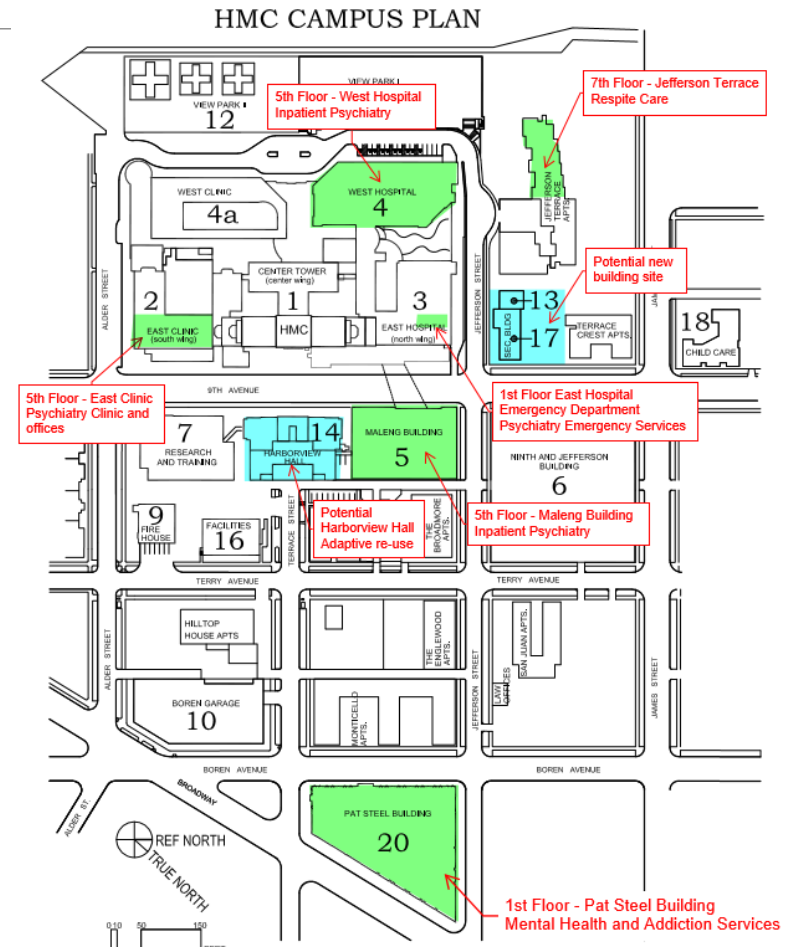 HMC CAMPUS PLAN
VIEW PARK I
VIEW PARK II
12
5th Floor - West Hospital
Inpatient Psychiatry
7th Floor - Jefferson Terrace
Respite Care
WEST CLINIC
4a
WEST HOSPITAL
4
JEFFERSON
TERRACE
APTS.
ALDER STREET
2
EAST CLINIC
(south wing)
CENTER TOWER
(center wing)
1
HMC
3
EAST HOSPITAL
(north wing)
JEFFERSON STREET
Potential new
building site
13
17
SEC. BLDG
TERRACE
CREST APTS.
18
CHILD CARE
5th Floor - East Clinic
Psychiatry Clinic and
offices
9TH AVENUE
1st Floor East Hospital
Emergency Department
Psychiatry Emergency Services
7
RESEARCH
AND TRAINING
14
HARBORVIEW
HALL
MALENG BUILDING
5
NINTH AND JEFFERSON
BUILDING
6
9
FIRE
HOUSE
FACILITIES
16
TERRACE STREET
Potential
Harborview Hall
Adaptive re-use
THE
BROADMORE
APTS.
5th Floor - Maleng Building
Inpatient Psychiatry
TERRY AVENUE
TERRY AVENUE
ALDER STREET
HILLTOP
HOUSE APTS
THE
ENGLEWOOD
APTS.
JEFFERSON STREET
SAN JUAN APTS.
LAW
OFFICES
JAMES STREET
BOREN GARAGE
10
MONTICELLO
APTS.
BOREN AVENUE
BOREN AVENUE
ALDER ST.
BROADWAY
PAT STEEL BUILDING
20
REF NORTH
TRUE NORTH
1st Floor - Pat Steel Building
Mental Health and Addiction Services
0 10 50 150